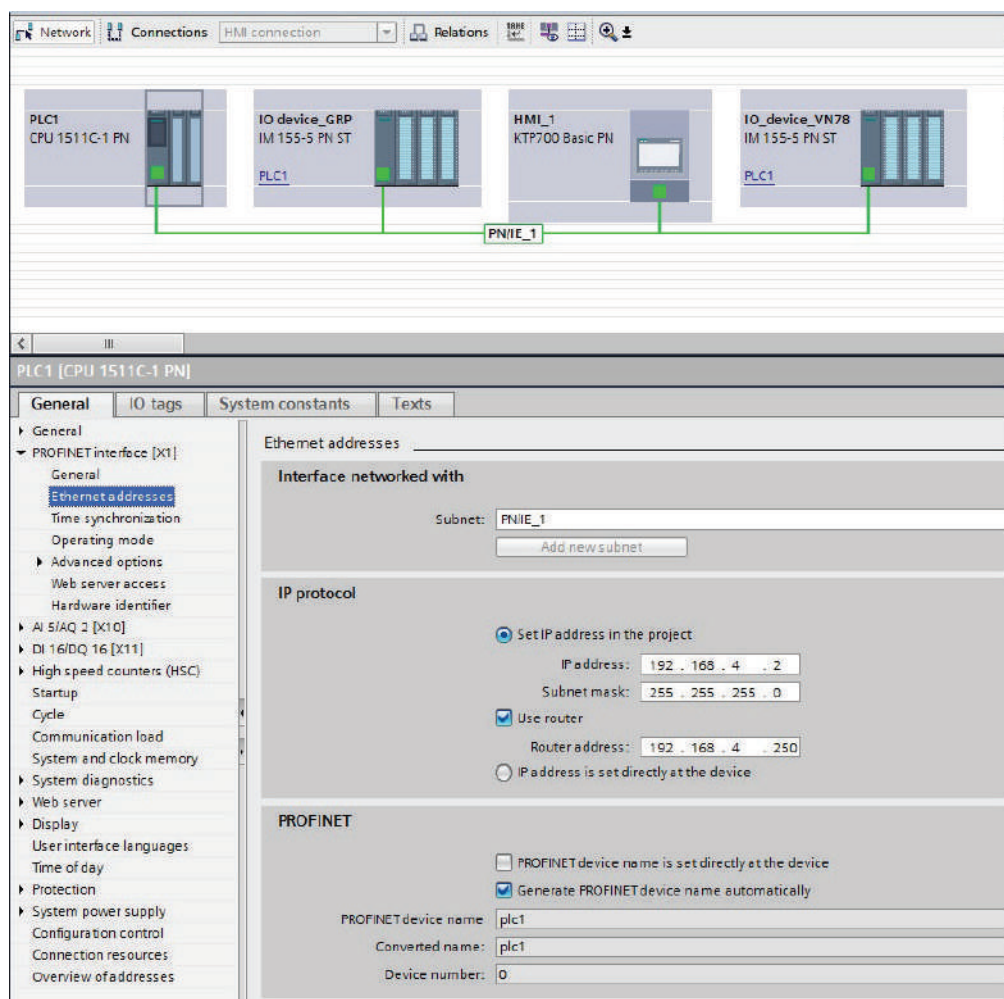 Network Connections HMI connection Relations
PLC1
CPU 1511C-1 PN
IO device_GRP
IM 155-5 PN ST
PLC1
HMI_1
KTP700 Basic PN
IO_device_VN78
IM 155-5 PN ST
PLC1
PN/IE_1
PLC1 [CPU 1511C-1 PN]
General IO tags System constants Texts
General
PROFINET interface [X1]
General
Ethernet addresses
Time synchronization
Operating mode
Advanced options
Web server access
Hardware identifier
AI 5/AQ 2 [X10]
DI 16/DQ 16 [X11]
High speed counters (HSC)
Startup
Cycle
Communication load
System and clock memory
System diagnostics
Web server
Display
User interface languages
Time of day
Protection
System power supply
Configuration control
Connection resources
Overview of addresses
Ethernet addresses
Interface networked with
Subnet: PN/IE_1
Add new subnet
IP protocol
Set IP address in the project
IP address: 192 . 168 . 4 . 2
Subnet mask: 255 . 255 . 255 . 0
Use router
Router address: 192 . 168 . 4 . 250
IP address is set directly at the device
PROFINET
PROFINET device name is set directly at the device
Generate PROFINET device name automatically
PROFINET device name plc1
Converted name: plc1
Device number: 0